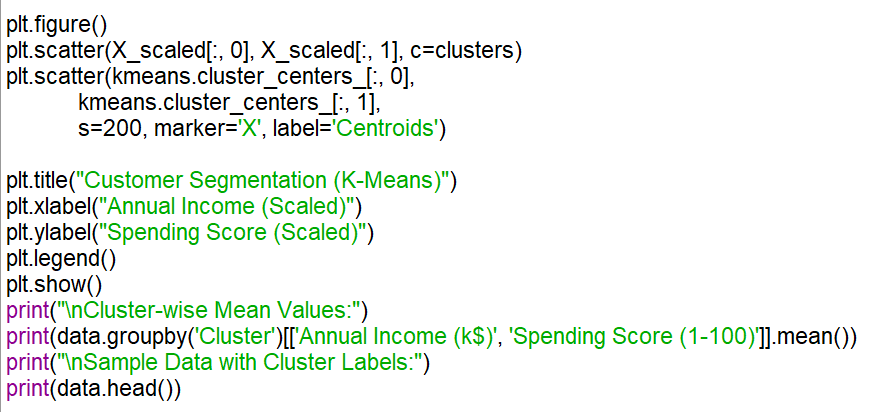 plt.figure()
plt.scatter(X_scaled[:, 0], X_scaled[:, 1], c=clusters)
plt.scatter(kmeans.cluster_centers_[:, 0],
            kmeans.cluster_centers_[:, 1],
            s=200, marker='X', label='Centroids')

plt.title("Customer Segmentation (K-Means)")
plt.xlabel("Annual Income (Scaled)")
plt.ylabel("Spending Score (Scaled)")
plt.legend()
plt.show()
print("\nCluster-wise Mean Values:")
print(data.groupby('Cluster')[['Annual Income (k$)', 'Spending Score (1-100)']].mean())
print("\nSample Data with Cluster Labels:")
print(data.head())